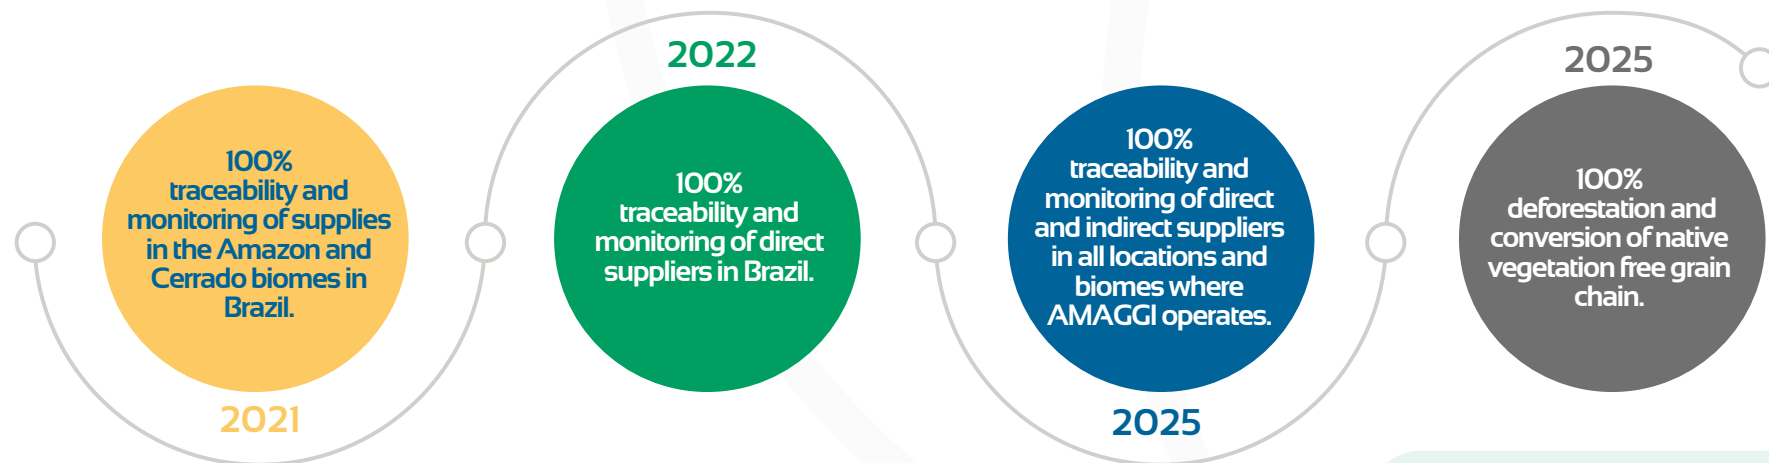 100%
traceability and
monitoring of supplies
in the Amazon and
Cerrado biomes in
Brazil.
2021
2022
100%
traceability and
monitoring of direct
suppliers in Brazil.
100%
traceability and
monitoring of direct
and indirect suppliers
in all locations and
biomes where
AMAGGI operates.
2025
2025
100%
deforestation and
conversion of native
vegetation free grain
chain.